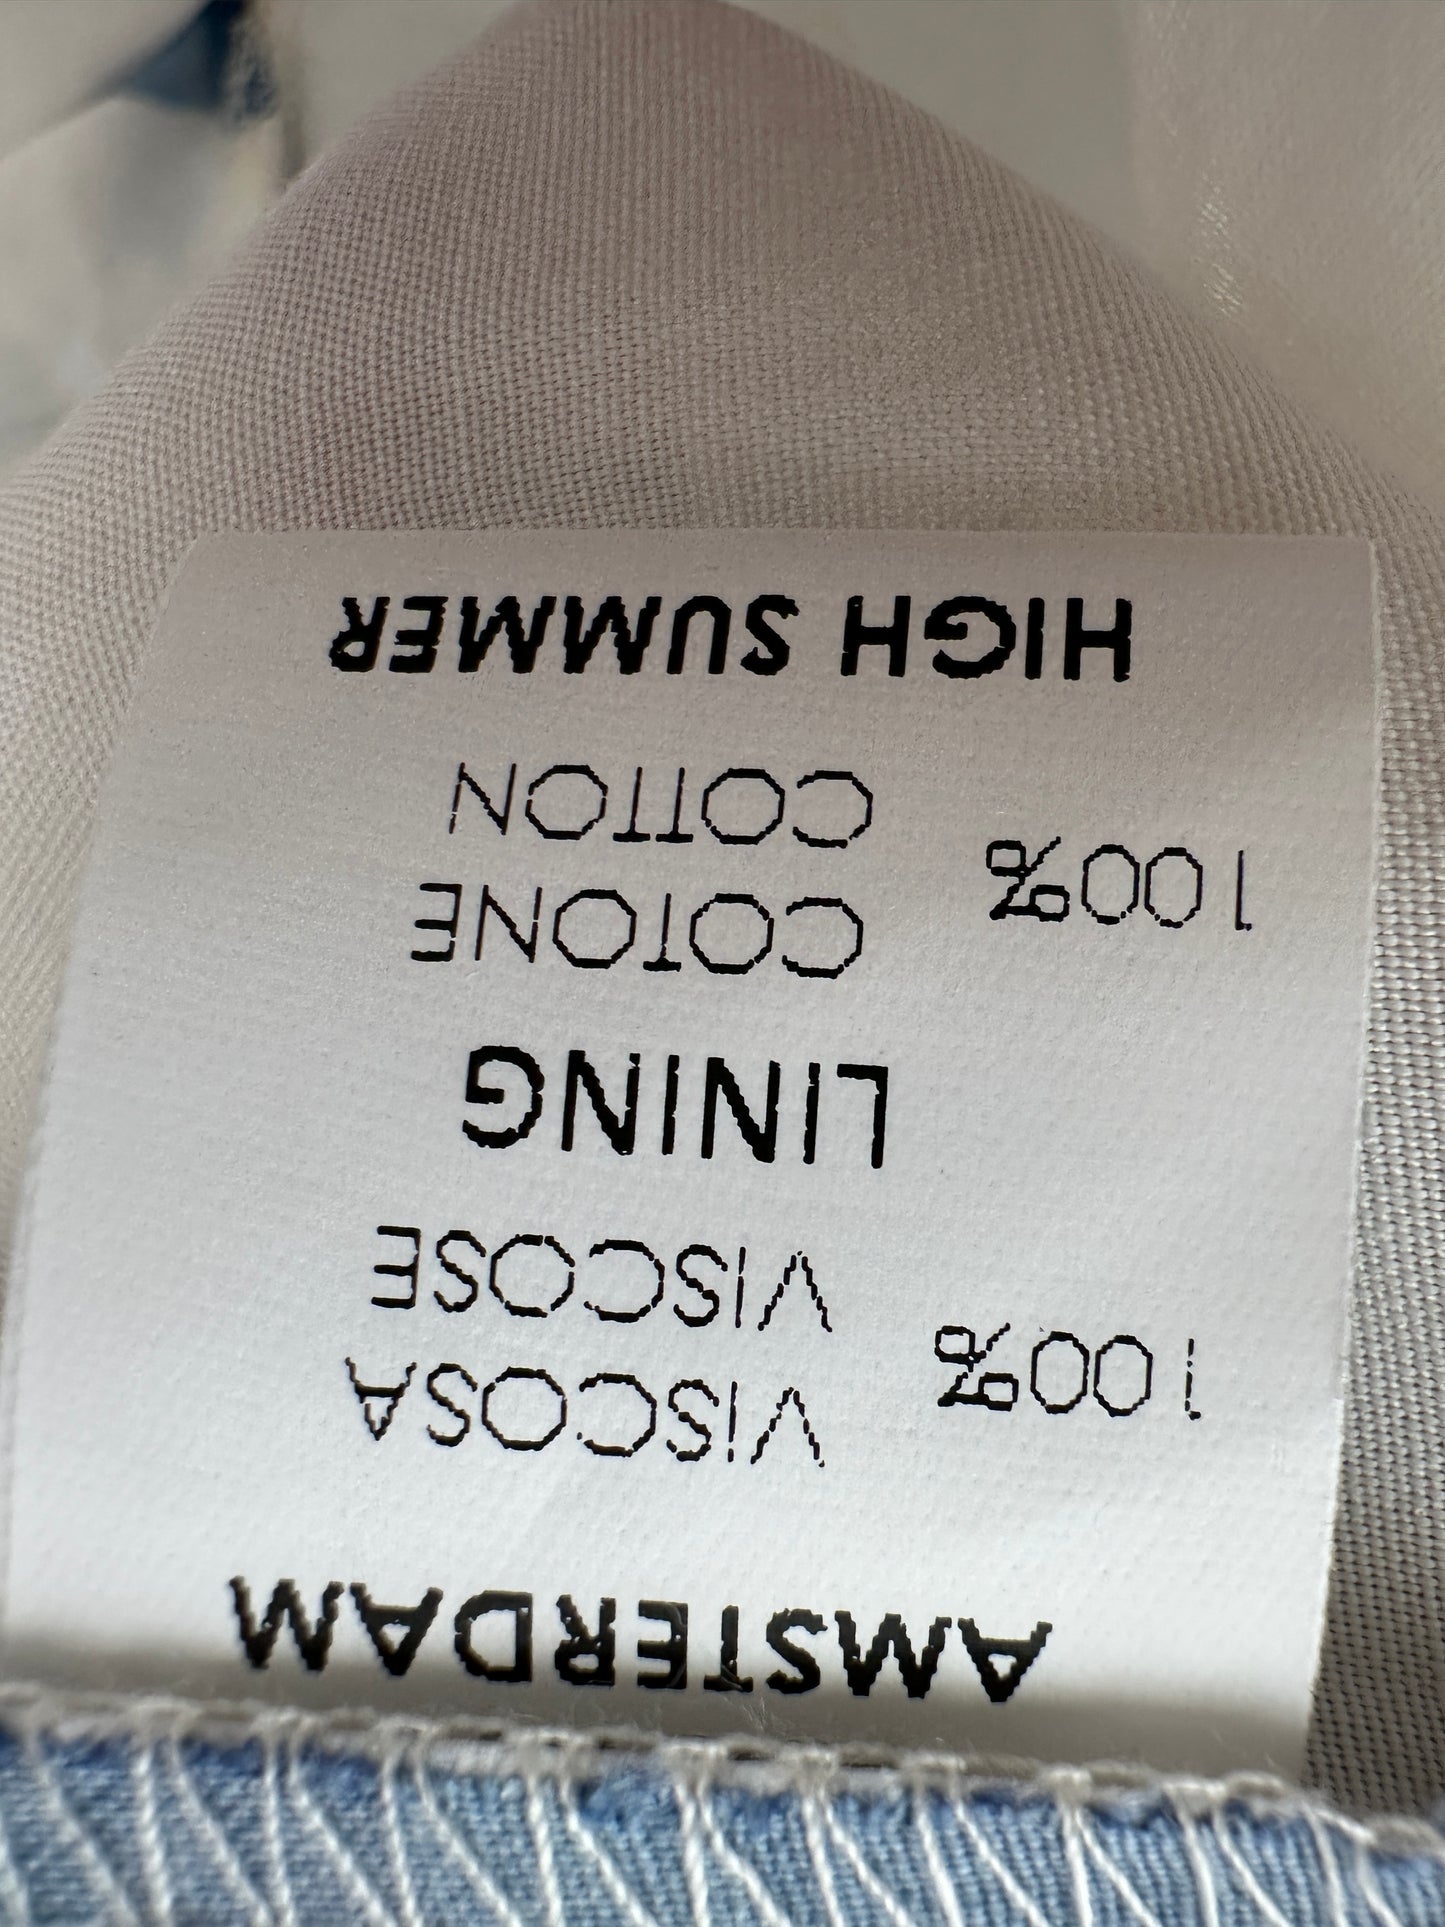 AMSTERDAM
100% VISCOSA
VISCOSE
LINING
100% COTONE
COTTON
HIGH SUMMER